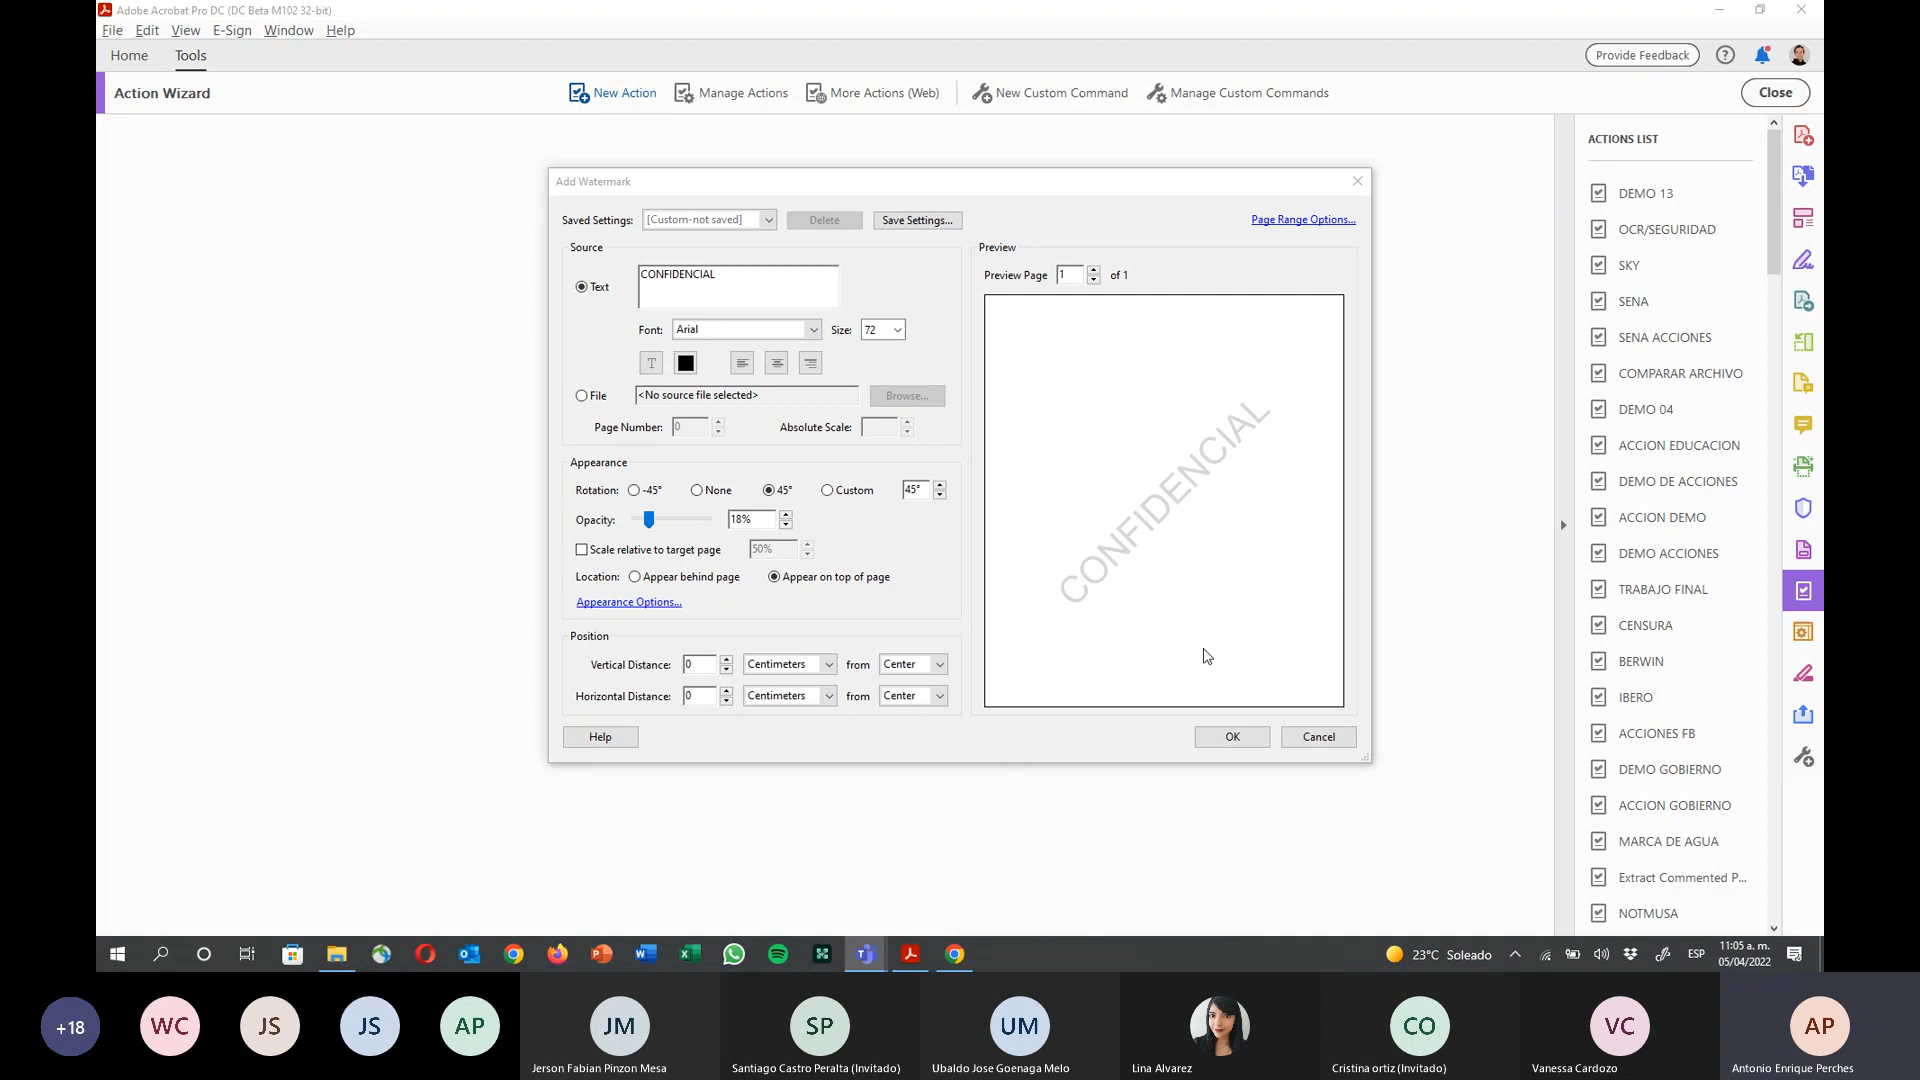 Adobe Acrobat Pro DC (DC Beta M102 32-bit)
File Edit View E-Sign Window Help
Home Tools
Provide Feedback
Action Wizard
New Action Manage Actions More Actions (Web) New Custom Command Manage Custom Commands
Close
Add Watermark
Saved Settings: [Custom-not saved] Delete Save Settings... Page Range Options...
Source
Text
CONFIDENCIAL
Font: Arial Size: 72
T
File <No source file selected> Browse...
Page Number: 0 Absolute Scale:
Appearance
Rotation: -45° None 45° Custom 45°
Opacity: 18%
Scale relative to target page 50%
Location: Appear behind page Appear on top of page
Appearance Options...
Position
Vertical Distance: 0 Centimeters from Center
Horizontal Distance: 0 Centimeters from Center
Help
Preview
Preview Page 1 of 1
CONFIDENCIAL
OK Cancel
ACTIONS LIST
DEMO 13
OCR/SEGURIDAD
SKY
SENA
SENA ACCIONES
COMPARAR ARCHIVO
DEMO 04
ACCION EDUCACION
DEMO DE ACCIONES
ACCION DEMO
DEMO ACCIONES
TRABAJO FINAL
CENSURA
BERWIN
IBERO
ACCIONES FB
DEMO GOBIERNO
ACCION GOBIERNO
MARCA DE AGUA
Extract Commented P...
NOTMUSA
23°C Soleado
ESP
11:05 a. m.
05/04/2022
+18
WC
JS
JS
AP
JM
SP
UM
CO
VC
AP
Jerson Fabian Pinzon Mesa
Santiago Castro Peralta (Invitado)
Ubaldo Jose Goenaga Melo
Lina Alvarez
Cristina ortiz (Invitado)
Vanessa Cardozo
Antonio Enrique Perches